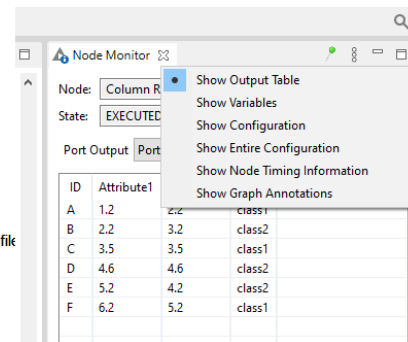 Node Monitor
Node: Column R
Show Output Table
State: EXECUTED
Show Variables
Show Configuration
Port Output Port
Show Entire Configuration
Show Node Timing Information
Show Graph Annotations
ID Attribute1
A 1.2 2.2 class1
B 2.2 3.2 class2
file
C 3.5 3.5 class1
D 4.6 4.6 class2
E 5.2 4.2 class2
F 6.2 5.2 class1